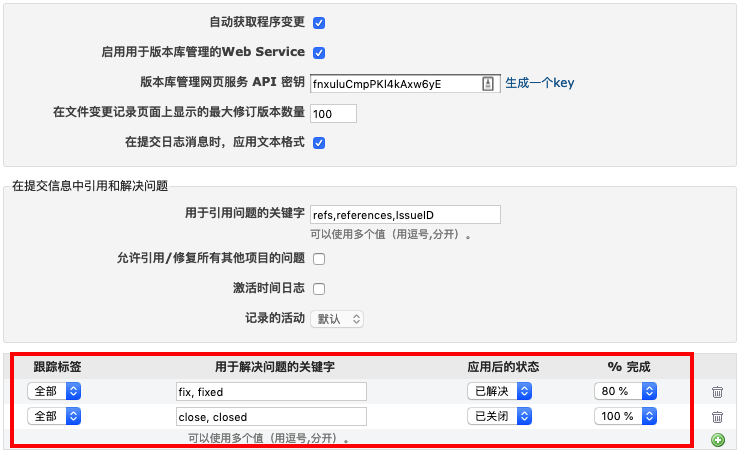 自动获取程序变更
启用用于版本库管理的Web Service
版本库管理网页服务 API 密钥 fnxuluCmpPKl4kAxw6yE 生成一个key
在文件变更记录页面上显示的最大修订版本数量 100
在提交日志消息时，应用文本格式
在提交信息中引用和解决问题
用于引用问题的关键字 refs,references,IssueID
可以使用多个值（用逗号,分开）。
允许引用/修复所有其他项目的问题
激活时间日志
记录的活动 默认
跟踪标签 用于解决问题的关键字 应用后的状态 % 完成
全部 fix, fixed 已解决 80 %
全部 close, closed 已关闭 100 %
可以使用多个值（用逗号,分开）。